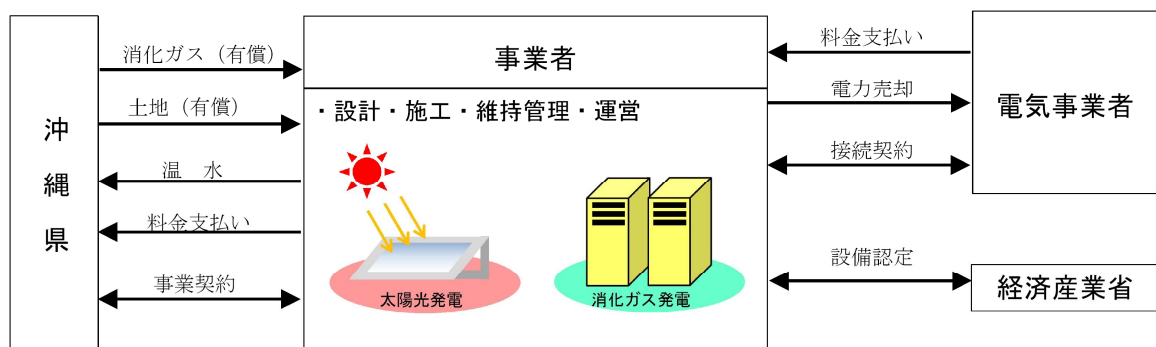 沖縄県
消化ガス（有償）
土地（有償）
温　水
料金支払い
事業契約
事業者
・設計・施工・維持管理・運営
太陽光発電
消化ガス発電
料金支払い
電力売却
接続契約
設備認定
電気事業者
経済産業省